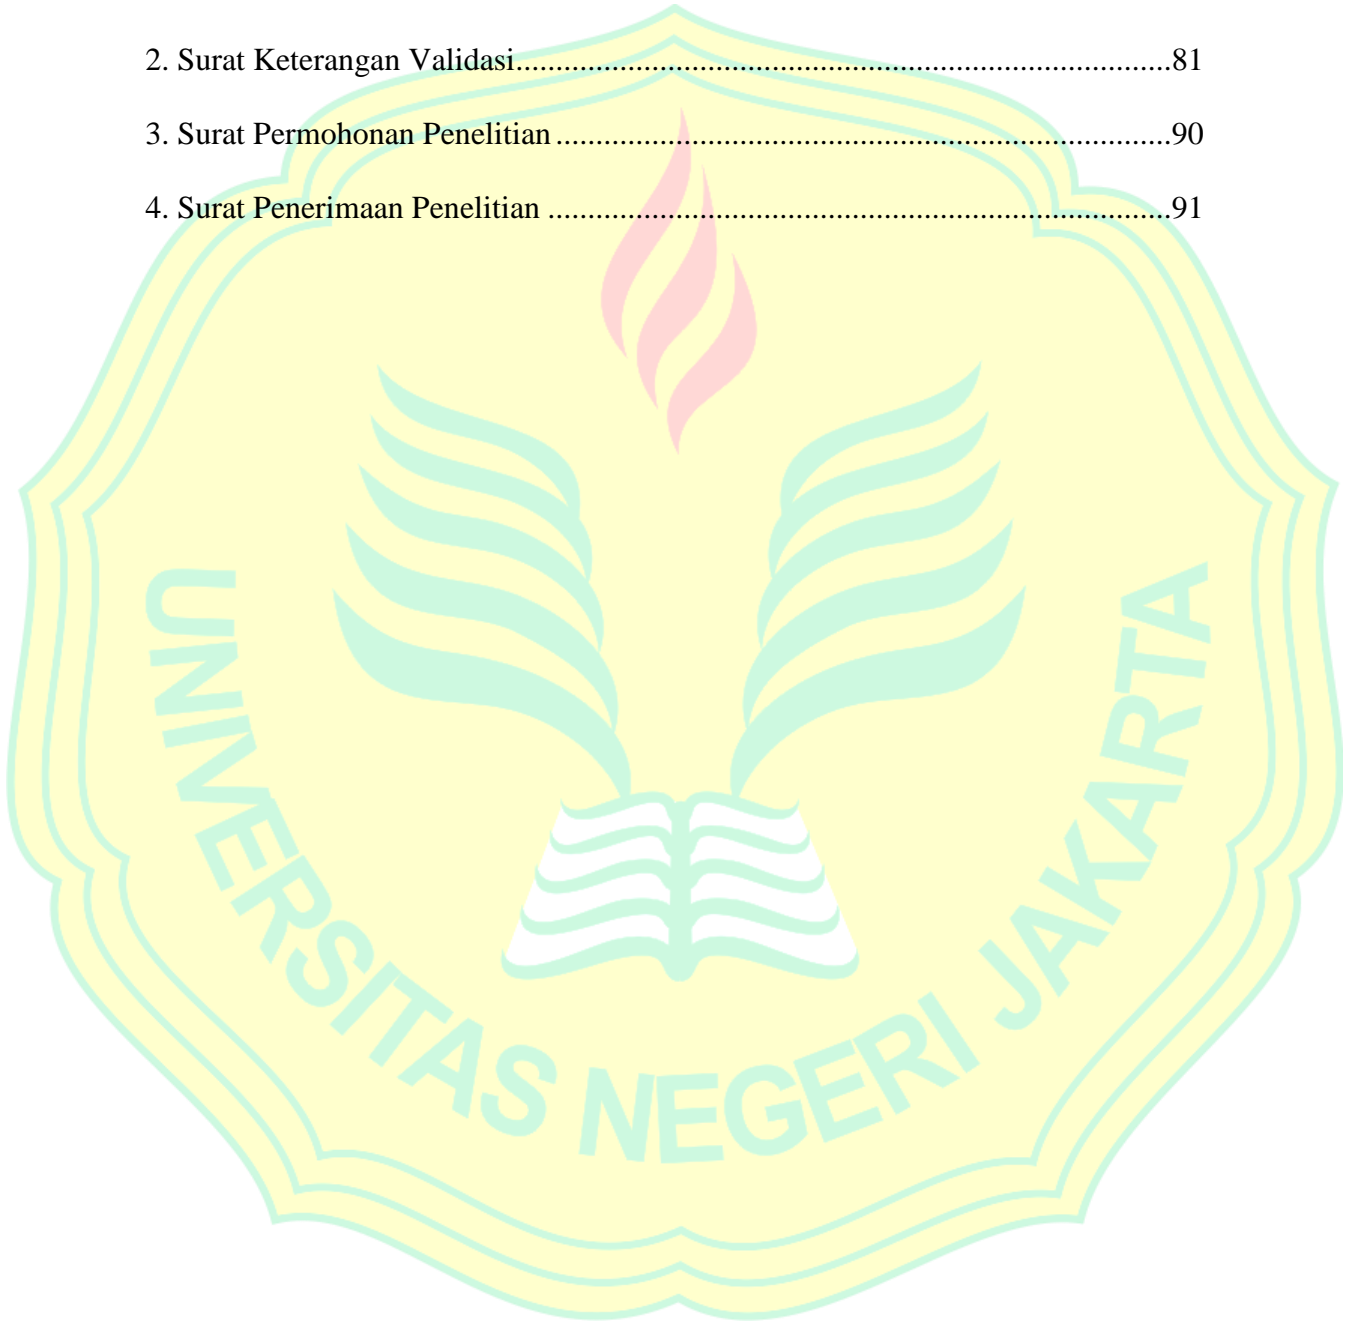 2. Surat Keterangan Validasi..................................................................................81
3. Surat Permohonan Penelitian.............................................................................90
4. Surat Penerimaan Penelitian ..............................................................................91
UNIVERSITAS NEGERI JAKARTA